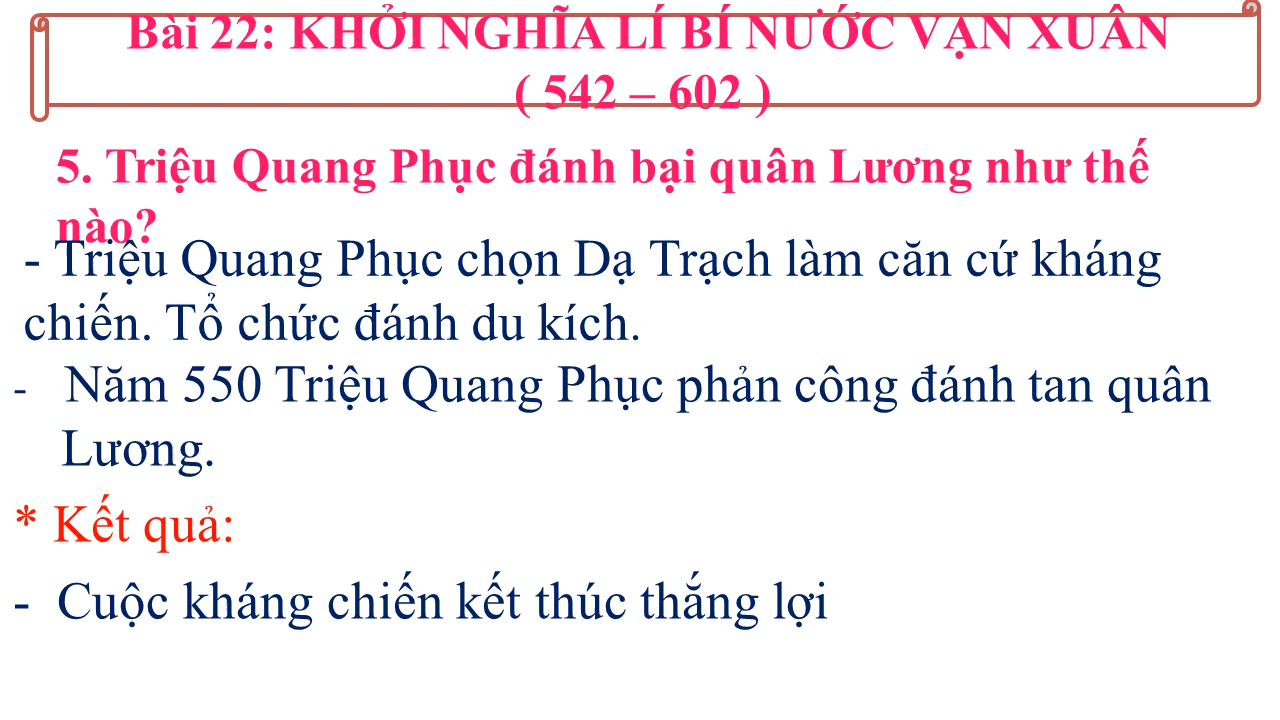 Bài 22: KHỞI NGHĨA LÍ BÍ NƯỚC VẠN XUÂN
( 542 – 602 )
5. Triệu Quang Phục đánh bại quân Lương như thế
nào?
- Triệu Quang Phục chọn Dạ Trạch làm căn cứ kháng
chiến. Tổ chức đánh du kích.
- Năm 550 Triệu Quang Phục phản công đánh tan quân
Lương.
* Kết quả:
- Cuộc kháng chiến kết thúc thắng lợi